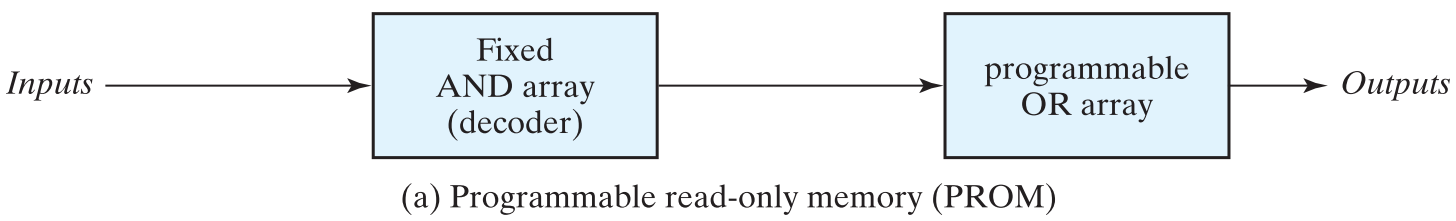 Inputs
Fixed
AND array
(decoder)
programmable
OR array
Outputs
(a) Programmable read-only memory (PROM)